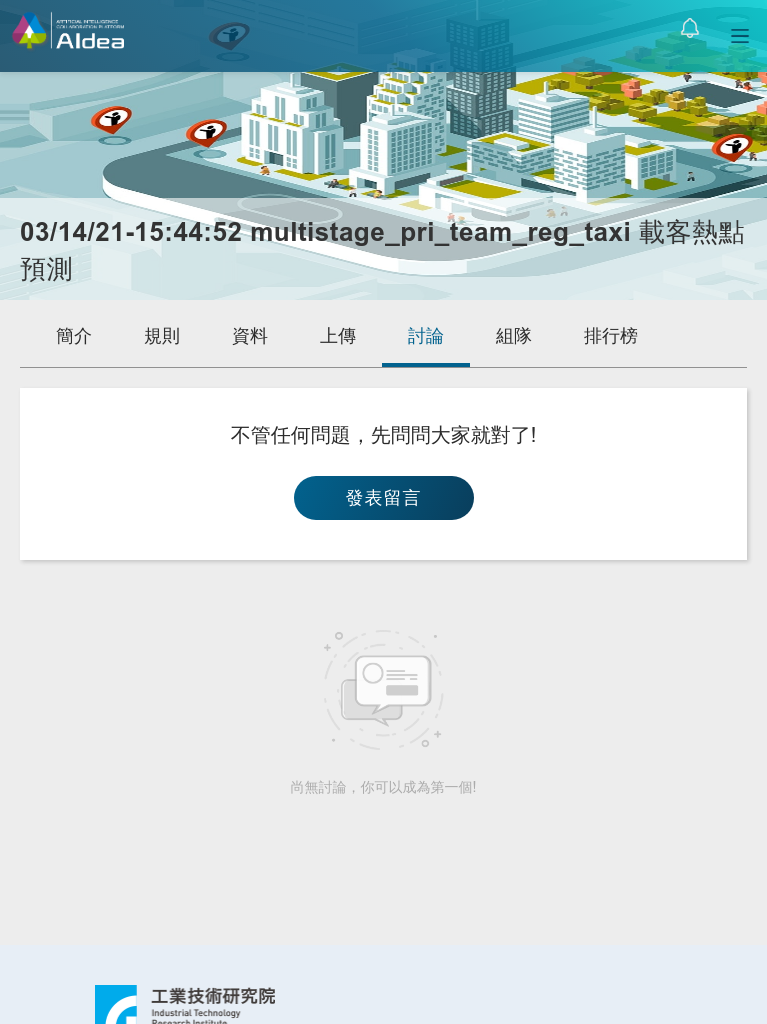 ARTIFICIAL INTELLIGENCE
COLLABORATION PLATFORM
AIdea
03/14/21-15:44:52 multistage_pri_team_reg_taxi 載客熱點
預測
簡介
規則
資料
上傳
討論
組隊
排行榜
不管任何問題，先問問大家就對了!
發表留言
尚無討論，你可以成為第一個!
工業技術研究院
Industrial Technology
Research Institute